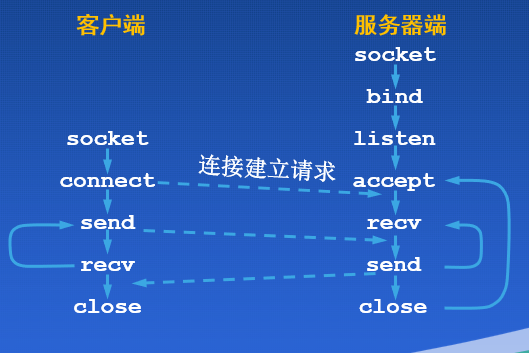 客户端
服务器端
socket
bind
socket
listen
connect
连接建立请求
accept
send
recv
recv
send
close
close